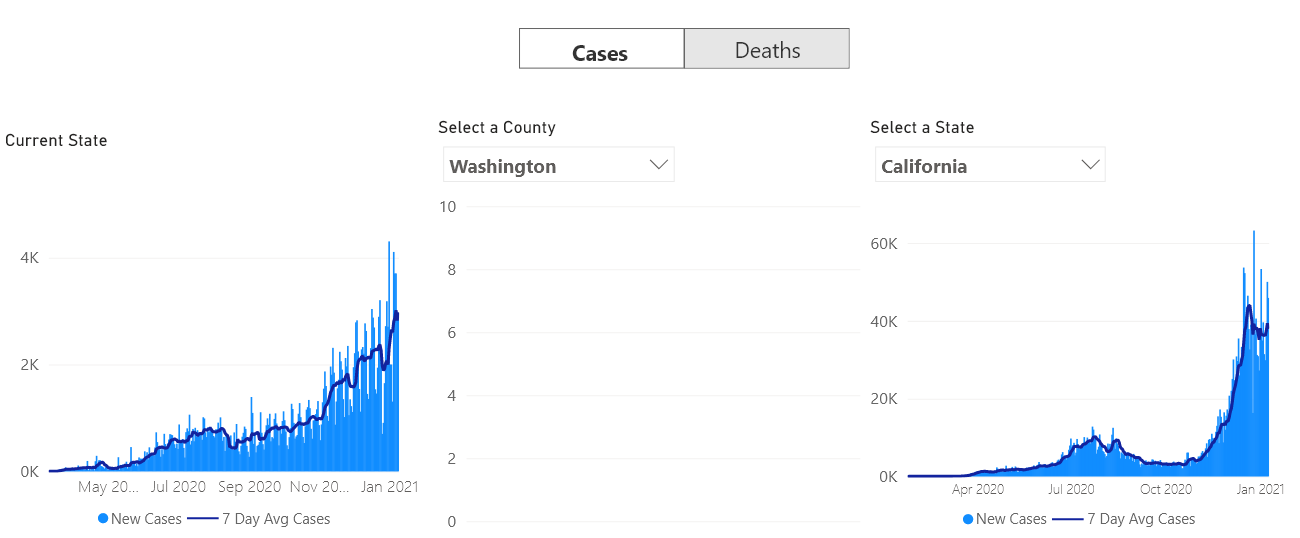 Cases
Deaths
Current State
4K
2K
0K
May 20...
Jul 2020
Sep 2020
Nov 20...
Jan 2021
New Cases
7 Day Avg Cases
Select a County
Washington
10
8
6
4
2
0
Select a State
California
60K
40K
20K
0K
Apr 2020
Jul 2020
Oct 2020
Jan 2021
New Cases
7 Day Avg Cases